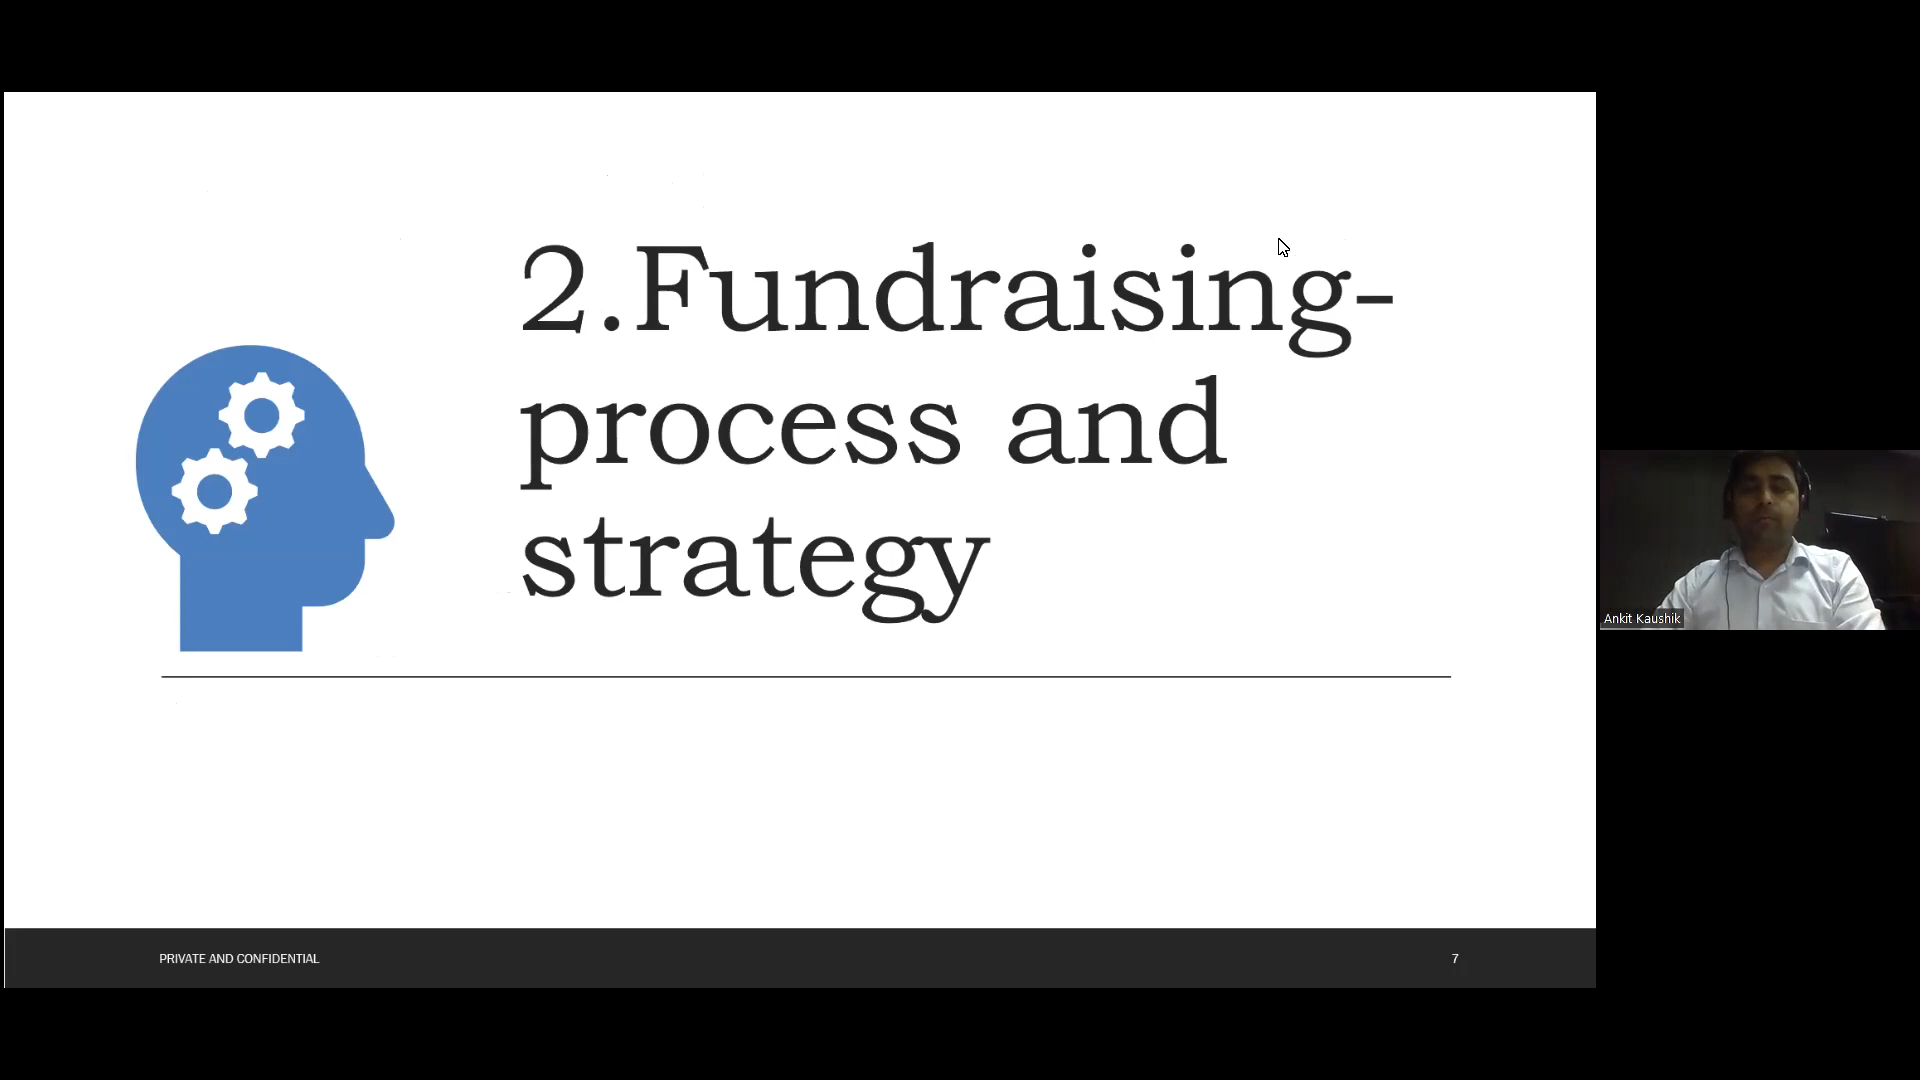 2.Fundraising-
process and
strategy
Ankit Kaushik
PRIVATE AND CONFIDENTIAL
7